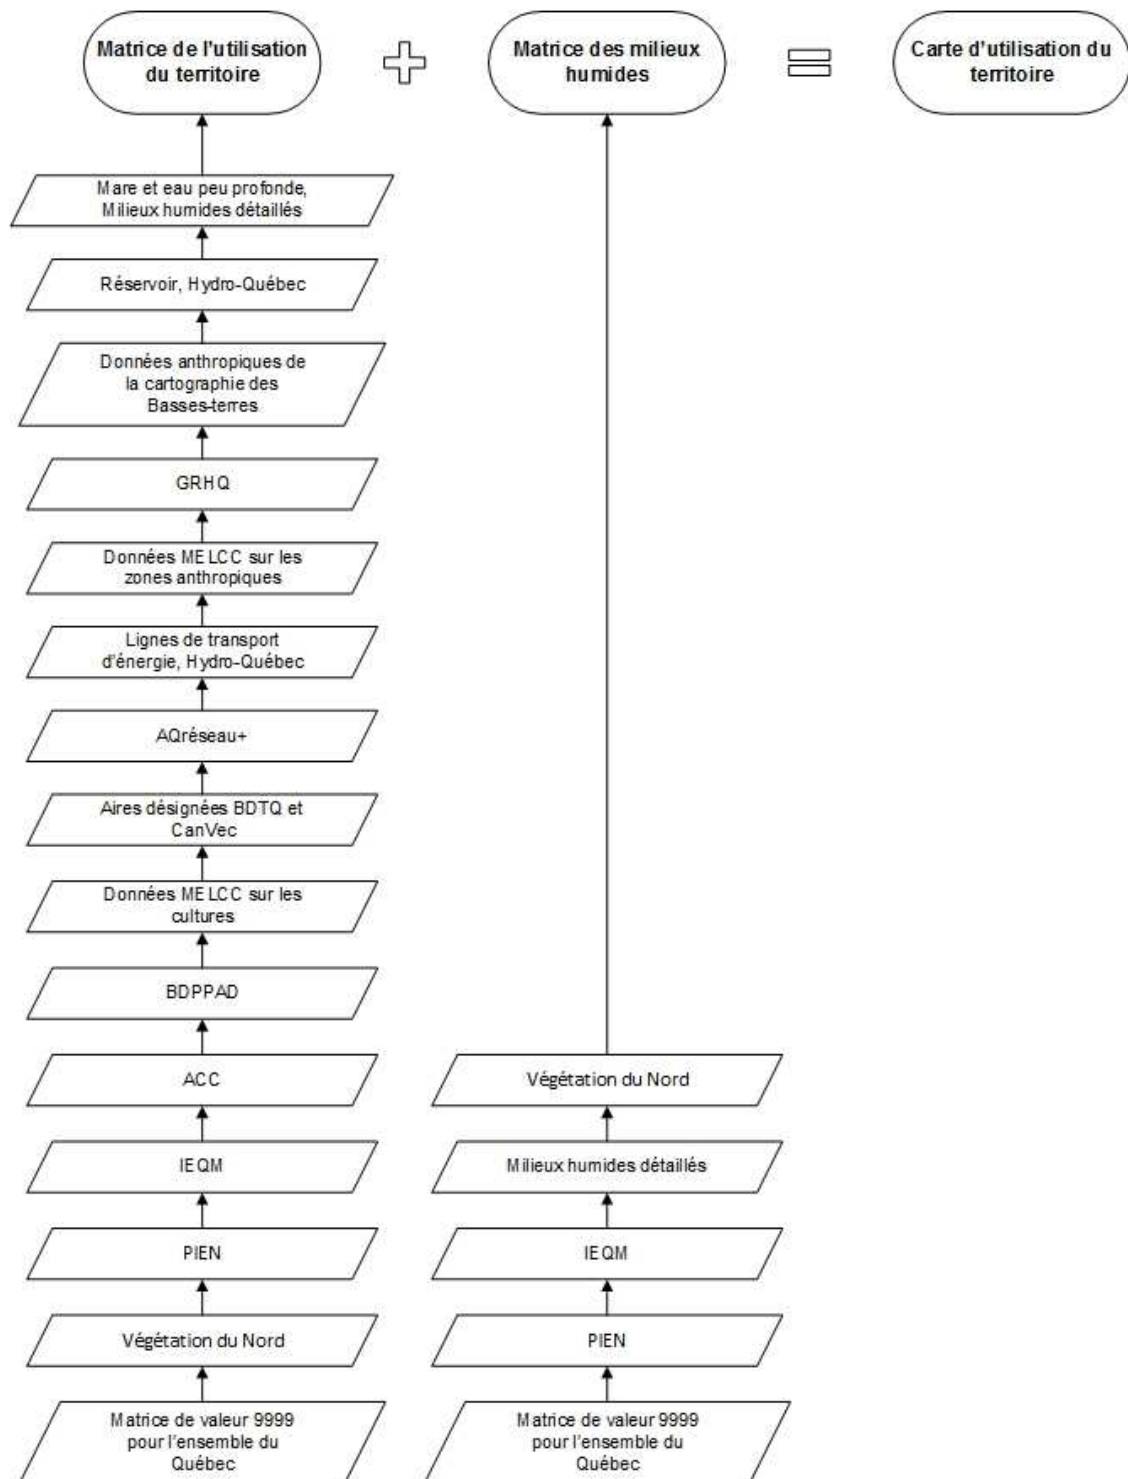 Matrice de l'utilisation
du territoire
Matrice des milieux
humides
Carte d'utilisation du
territoire
Mare et eau peu profonde,
Milieux humides détaillés
Réservoir, Hydro-Québec
Données anthropiques de
la cartographie des
Basses-terres
GRHQ
Données MELCC sur les
zones anthropiques
Lignes de transport
d'énergie, Hydro-Québec
AQréseau+
Aires désignées BDTQ et
CanVec
Données MELCC sur les
cultures
BDPPAD
ACC
IEQM
PIEN
Végétation du Nord
Matrice de valeur 9999
pour l'ensemble du
Québec
Végétation du Nord
Milieux humides détaillés
IEQM
PIEN
Matrice de valeur 9999
pour l'ensemble du
Québec